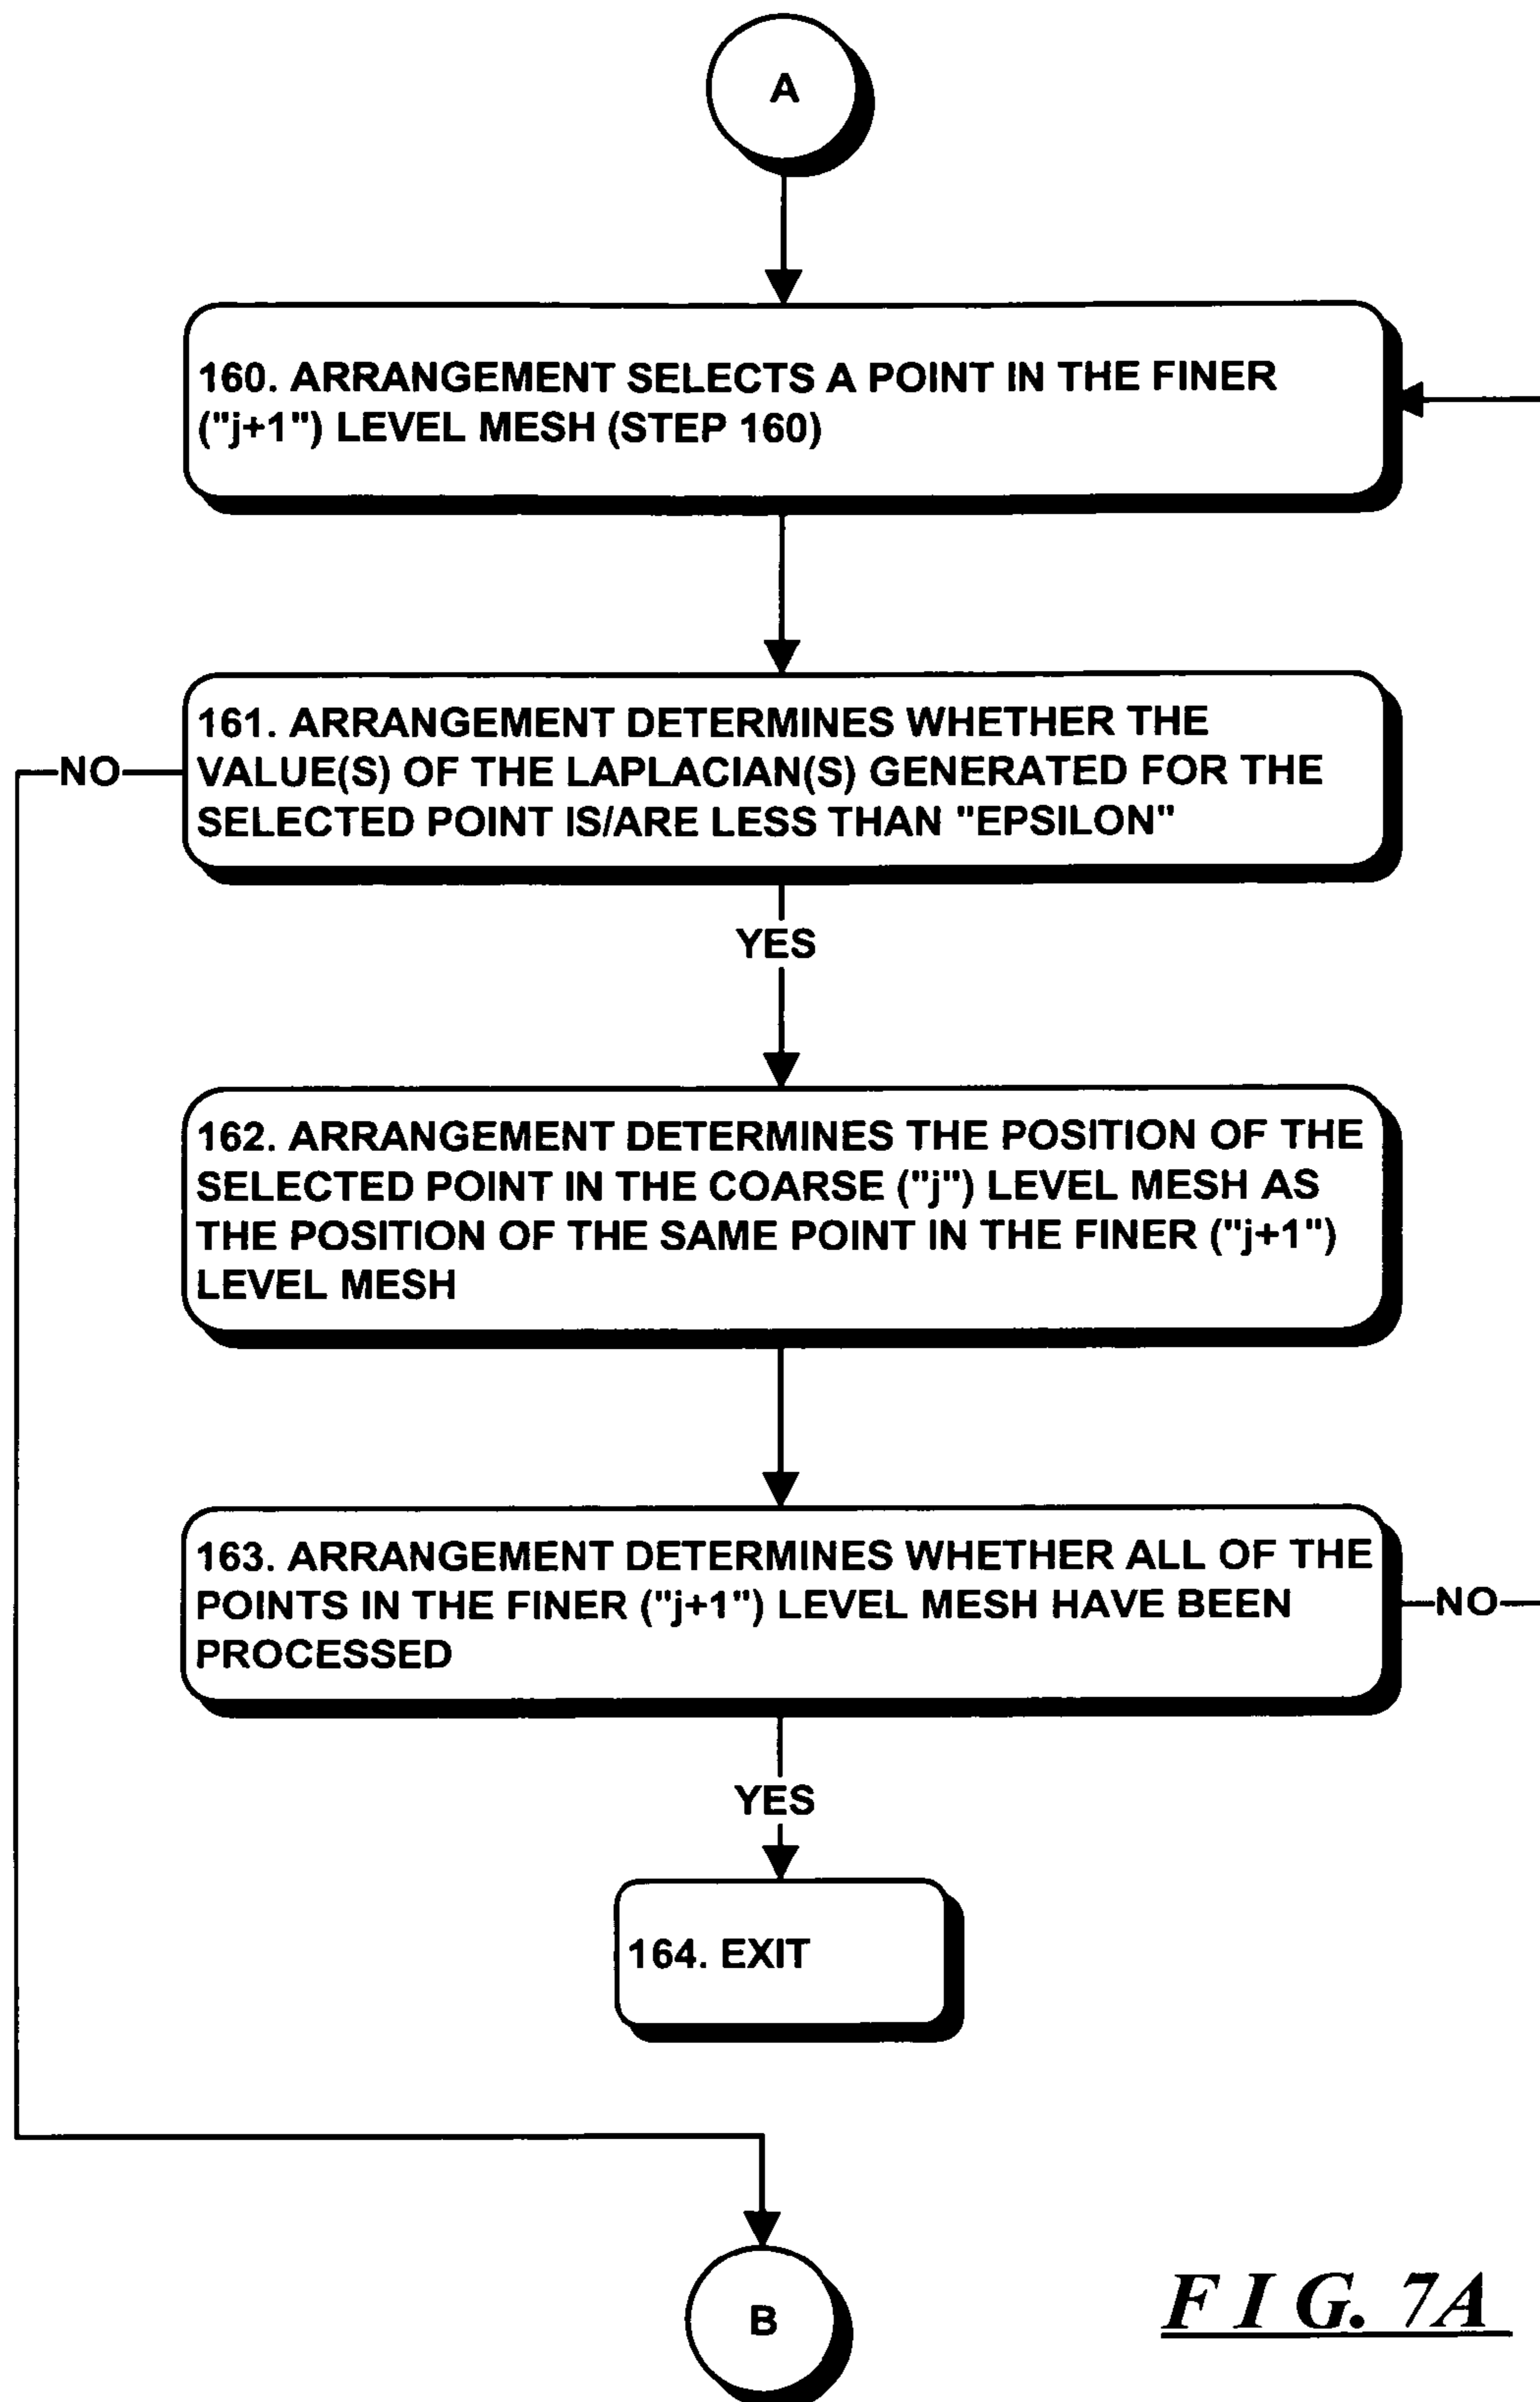 A
160. ARRANGEMENT SELECTS A POINT IN THE FINER
("j+1") LEVEL MESH (STEP 160)
161. ARRANGEMENT DETERMINES WHETHER THE
VALUE(S) OF THE LAPLACIAN(S) GENERATED FOR THE
SELECTED POINT IS/ARE LESS THAN "EPSILON"
NO
YES
162. ARRANGEMENT DETERMINES THE POSITION OF THE
SELECTED POINT IN THE COARSE ("j") LEVEL MESH AS
THE POSITION OF THE SAME POINT IN THE FINER ("j+1")
LEVEL MESH
163. ARRANGEMENT DETERMINES WHETHER ALL OF THE
POINTS IN THE FINER ("j+1") LEVEL MESH HAVE BEEN
PROCESSED
NO
YES
164. EXIT
B
FIG. 7A